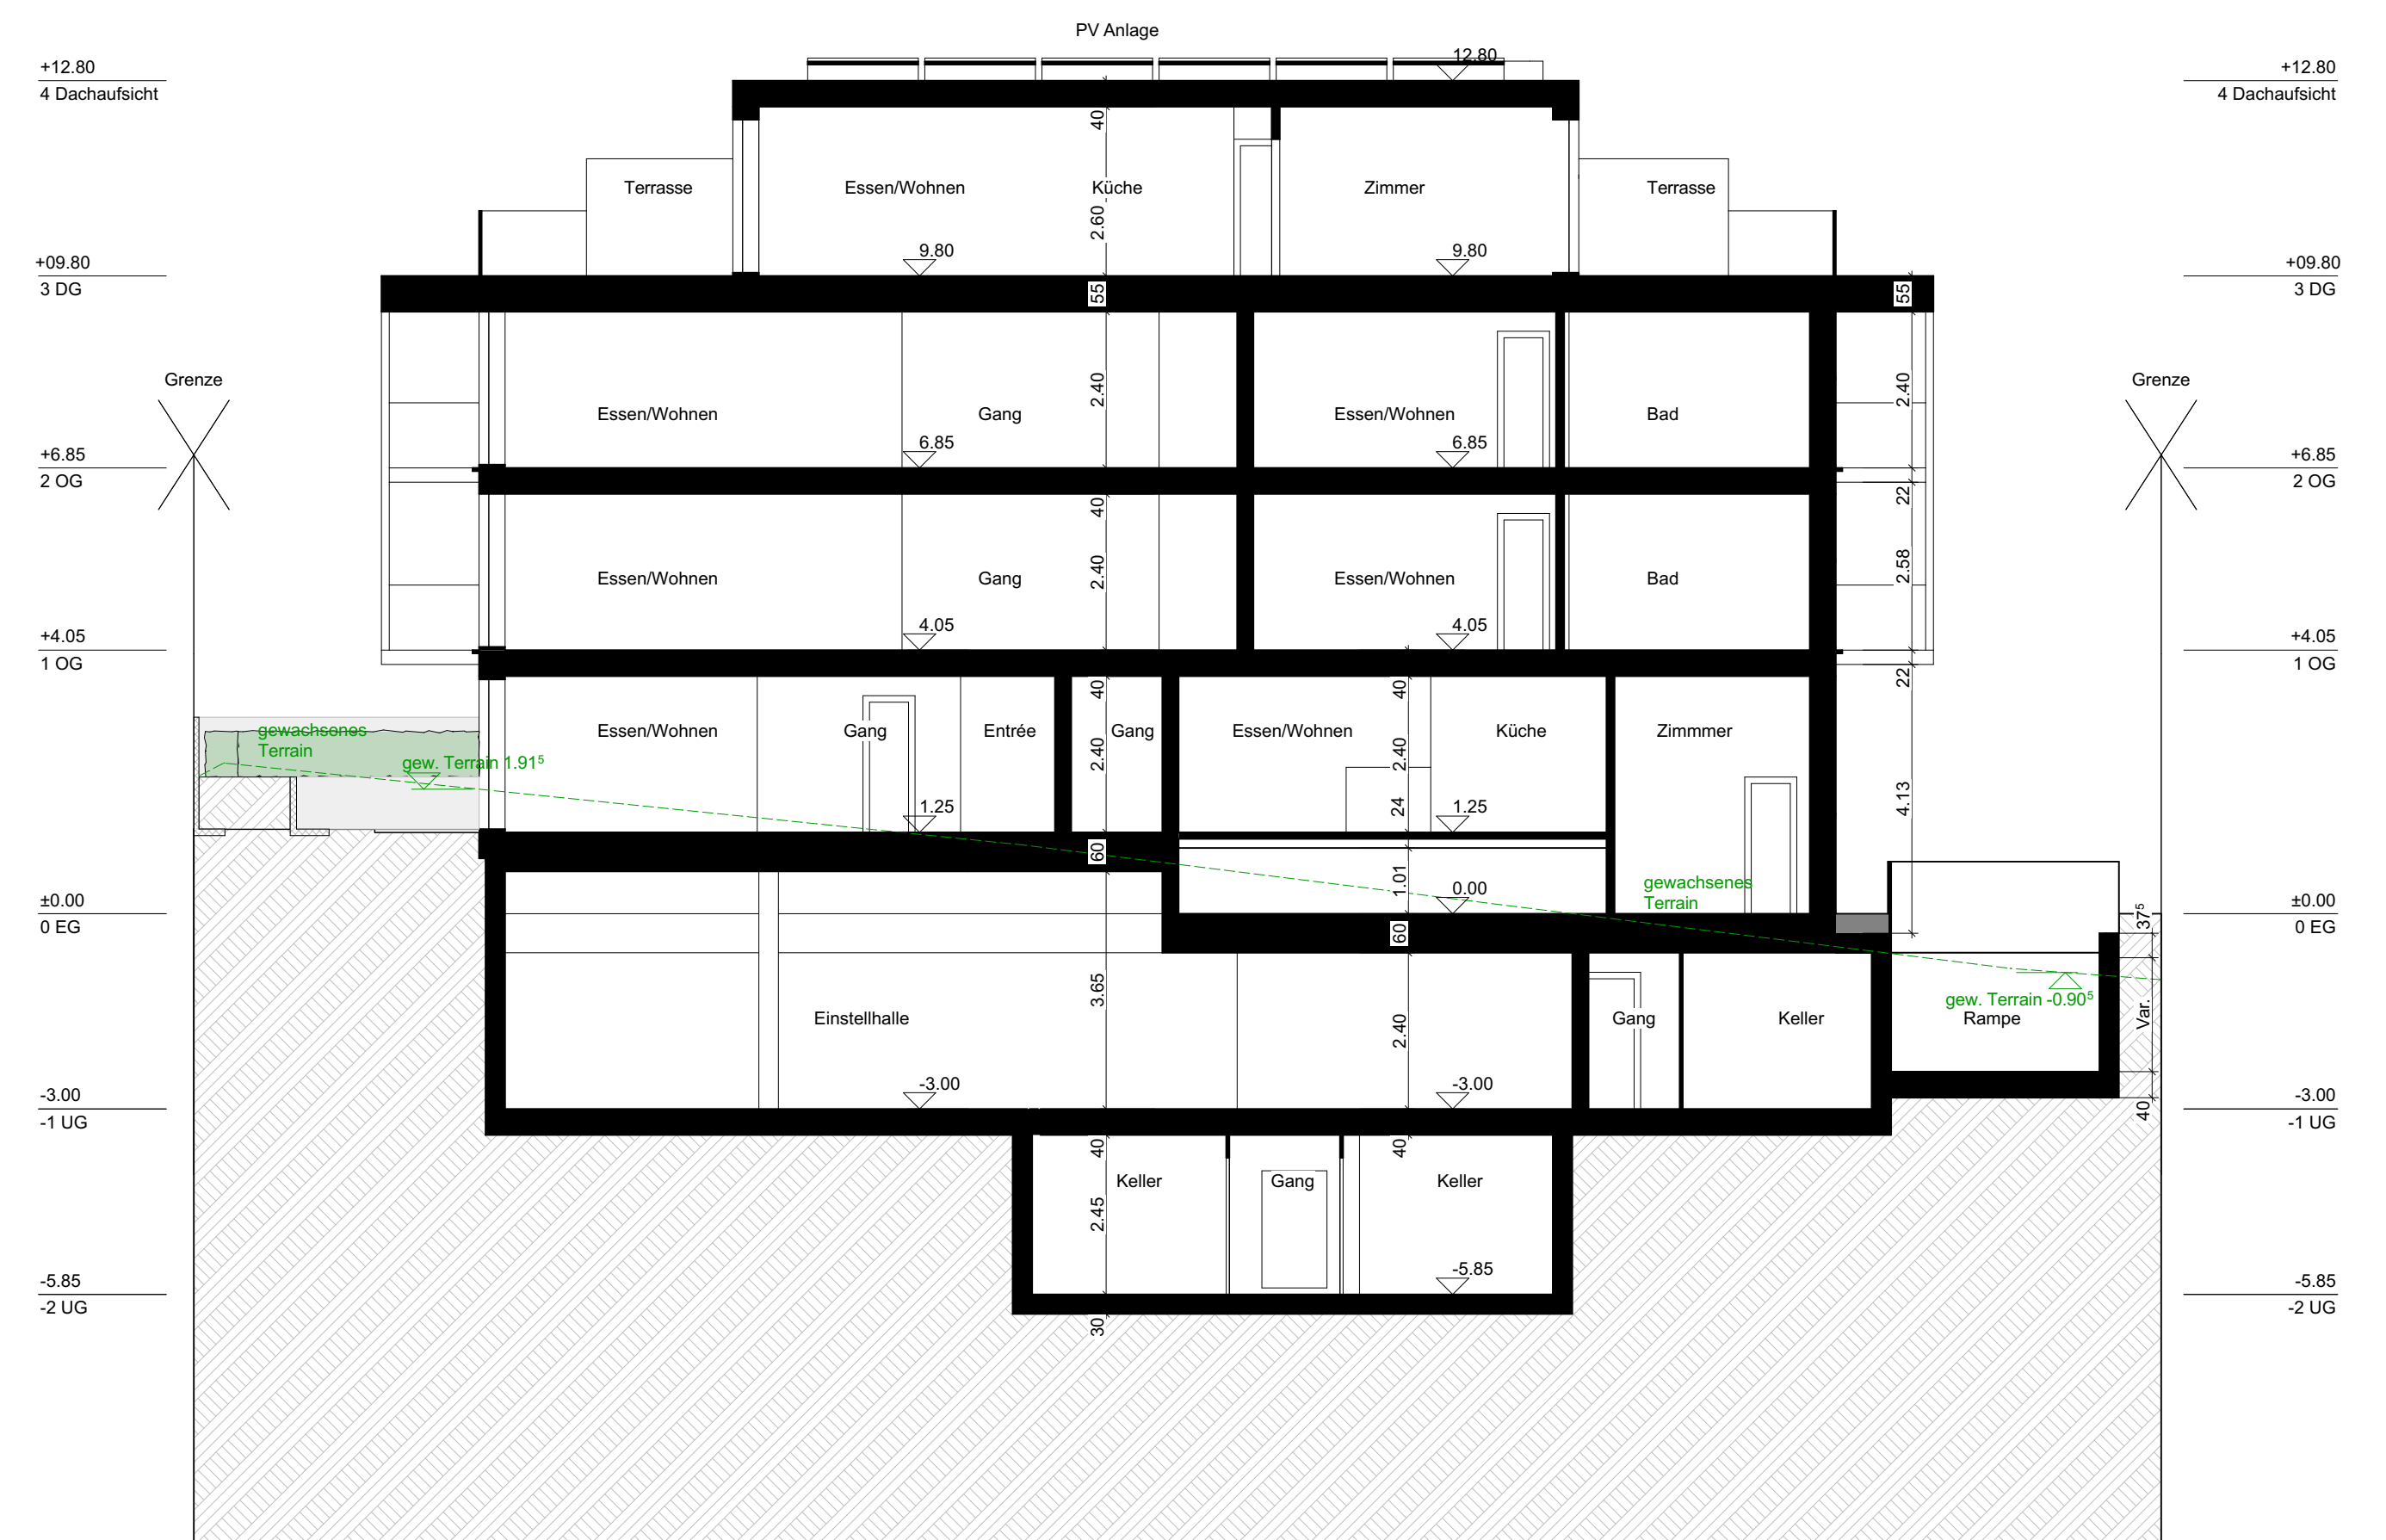 PV Anlage
+12.80
4 Dachaufsicht
12.80
+12.80
4 Dachaufsicht
40
Terrasse
Essen/Wohnen
Küche
Zimmer
Terrasse
2.60
9.80
9.80
+09.80
3 DG
+09.80
3 DG
55
55
Grenze
Grenze
2.40
2.40
Essen/Wohnen
Gang
Essen/Wohnen
Bad
6.85
6.85
+6.85
2 OG
+6.85
2 OG
40
22
Essen/Wohnen
Gang
2.40
Essen/Wohnen
Bad
2.58
4.05
4.05
+4.05
1 OG
+4.05
1 OG
40
40
22
gewachsenes
Terrain
gew. Terrain 1.91⁵
Essen/Wohnen
Gang
Entrée
Gang
Essen/Wohnen
Küche
Zimmmer
2.40
2.40
1.25
24
1.25
4.13
60
1.01
0.00
gewachsenes
Terrain
±0.00
0 EG
±0.00
0 EG
60
37⁵
3.65
Einstellhalle
2.40
Gang
Keller
gew. Terrain -0.90⁵
Rampe
Var.
-3.00
-3.00
-3.00
-1 UG
-3.00
-1 UG
40
40
40
Keller
Gang
Keller
2.45
-5.85
-5.85
-2 UG
-5.85
-2 UG
30